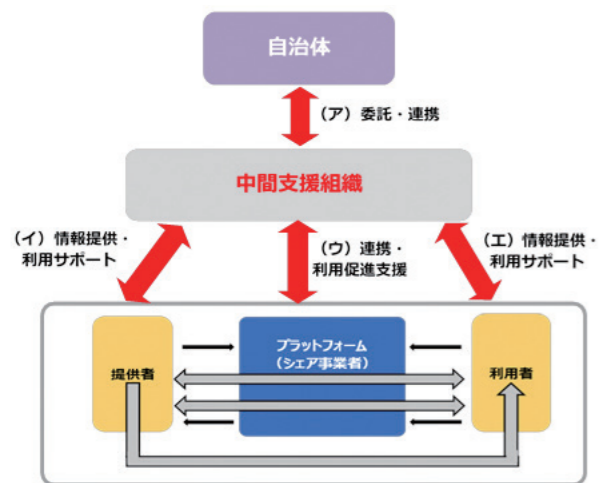 自治体
(ア) 委託・連携
中間支援組織
(イ) 情報提供・
利用サポート
(ウ) 連携・
利用促進支援
(エ) 情報提供・
利用サポート
提供者
プラットフォーム
(シェア事業者)
利用者